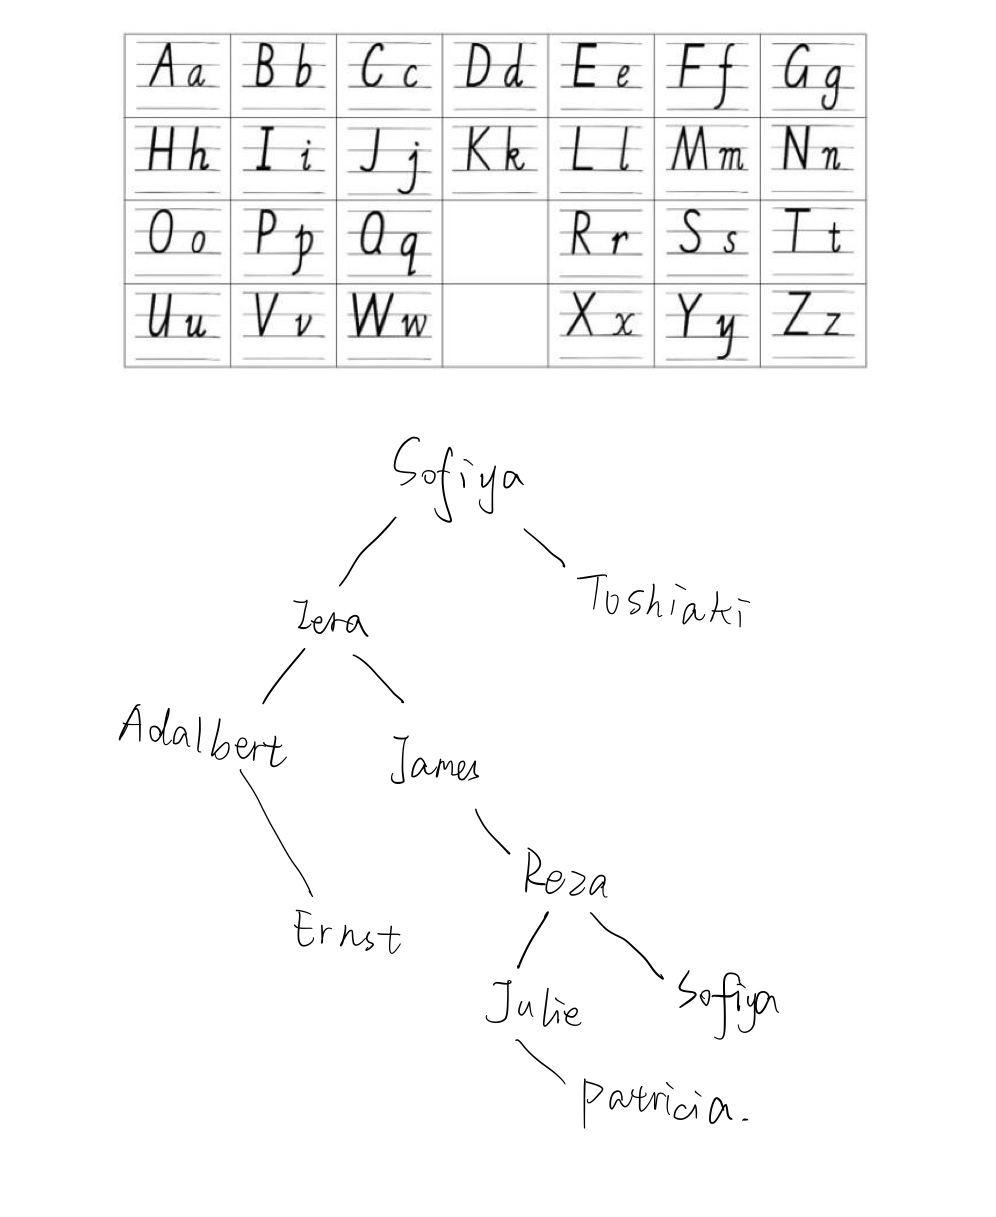 Aa Bb Cc Dd Ee Ff Gg
Hh Ii Jj Kk Ll Mm Nn
Oo Pp Qq Rr Ss Tt
Uu Vv Ww Xx Yy Zz
Sofiya
Toshiaki
Zera
Adalbert
James
Reza
Ernst
Julie
Sofiya
Patricia.